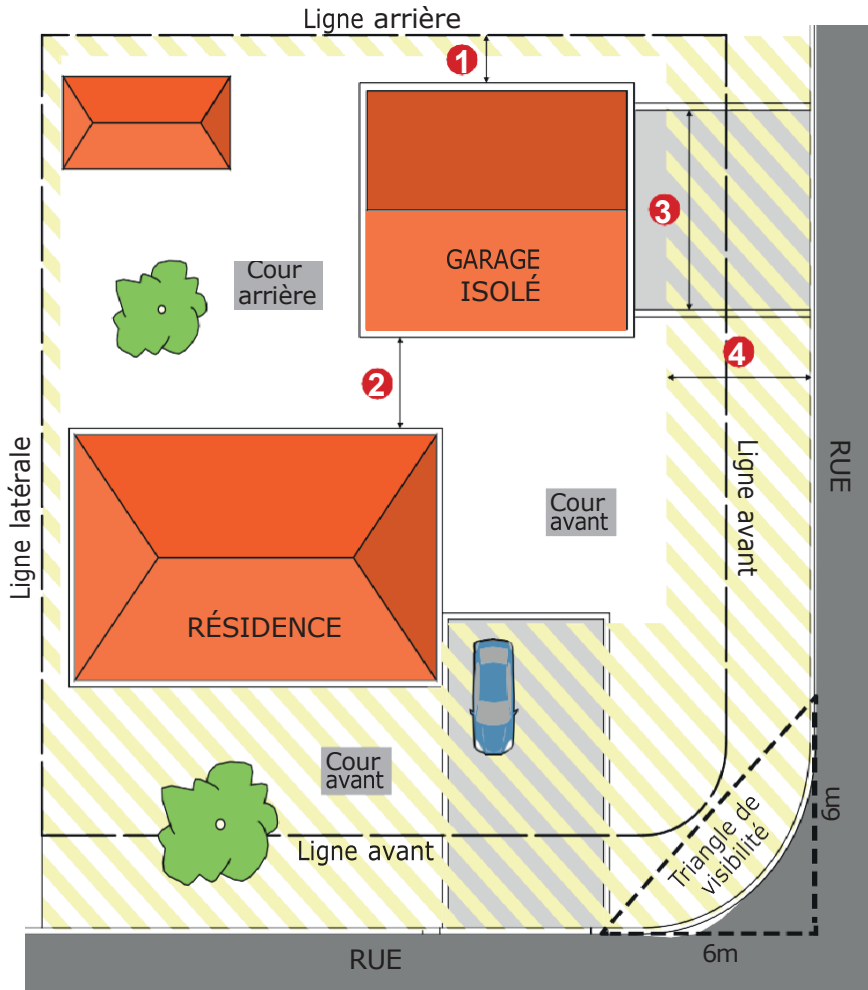 Ligne arrière
1
3
GARAGE
ISOLÉ
Cour
arrière
4
2
Ligne latérale
Ligne avant
RUE
Cour
avant
RÉSIDENCE
Cour
avant
Ligne avant
Triangle de
visibilité
6m
6m
RUE